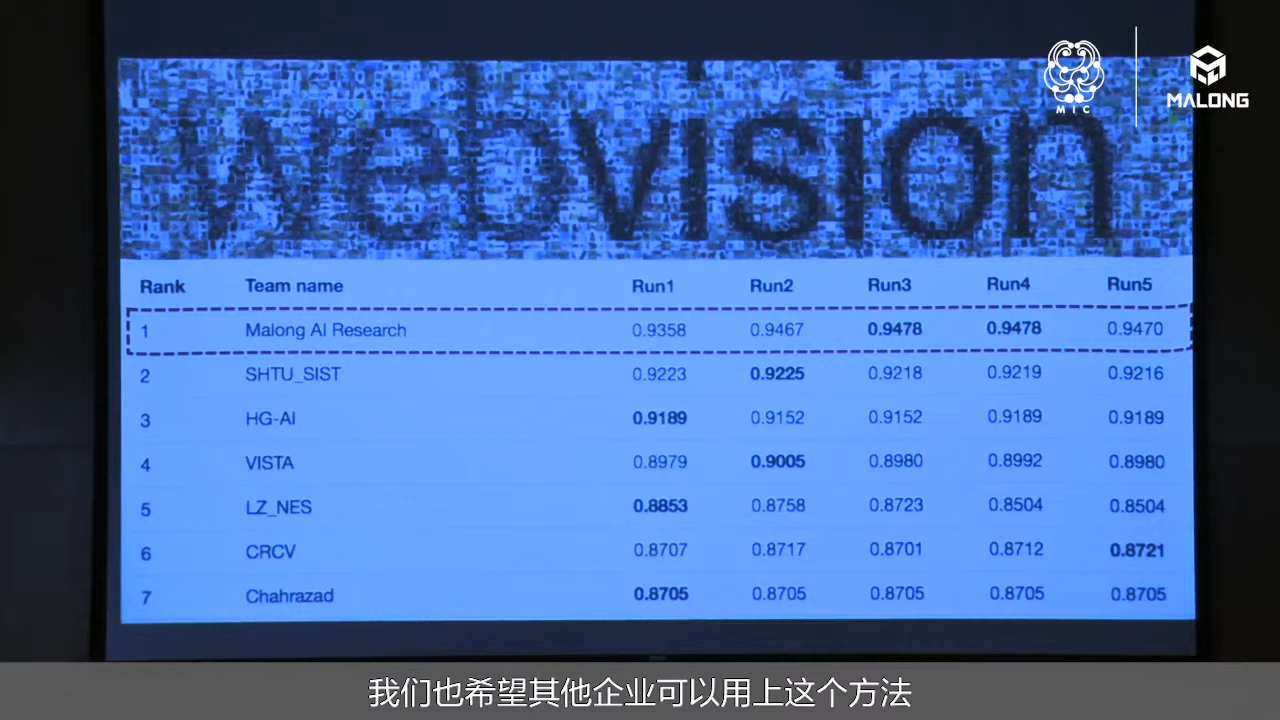 MIC
MALONG
webvision
Rank Team name Run1 Run2 Run3 Run4 Run5
1 Malong AI Research 0.9358 0.9467 0.9478 0.9478 0.9470
2 SHTU_SIST 0.9223 0.9225 0.9218 0.9219 0.9216
3 HG-AI 0.9189 0.9152 0.9152 0.9189 0.9189
4 VISTA 0.8979 0.9005 0.8980 0.8992 0.8980
5 LZ_NES 0.8853 0.8758 0.8723 0.8504 0.8504
6 CRCV 0.8707 0.8717 0.8701 0.8712 0.8721
7 Chahrazad 0.8705 0.8705 0.8705 0.8705 0.8705
我们也希望其他企业可以用上这个方法